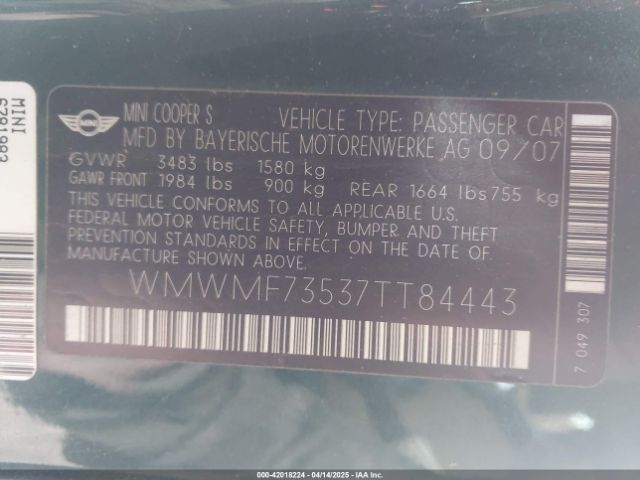 MINI COOPER S VEHICLE TYPE: PASSENGER CAR
MFD BY BAYERISCHE MOTORENWERKE AG 09/07
GVWR 3483 lbs 1580 kg
GAWR FRONT 1984 lbs 900 kg REAR 1664 lbs 755 kg
THIS VEHICLE CONFORMS TO ALL APPLICABLE U.S.
FEDERAL MOTOR VEHICLE SAFETY, BUMPER AND THEFT
PREVENTION STANDARDS IN EFFECT ON THE DATE OF
MANUFACTURE SHOWN ABOVE.
WMWMF73537TT84443
7 049 307
MINI
000-42018224 - 04/14/2025 - IAA Inc.